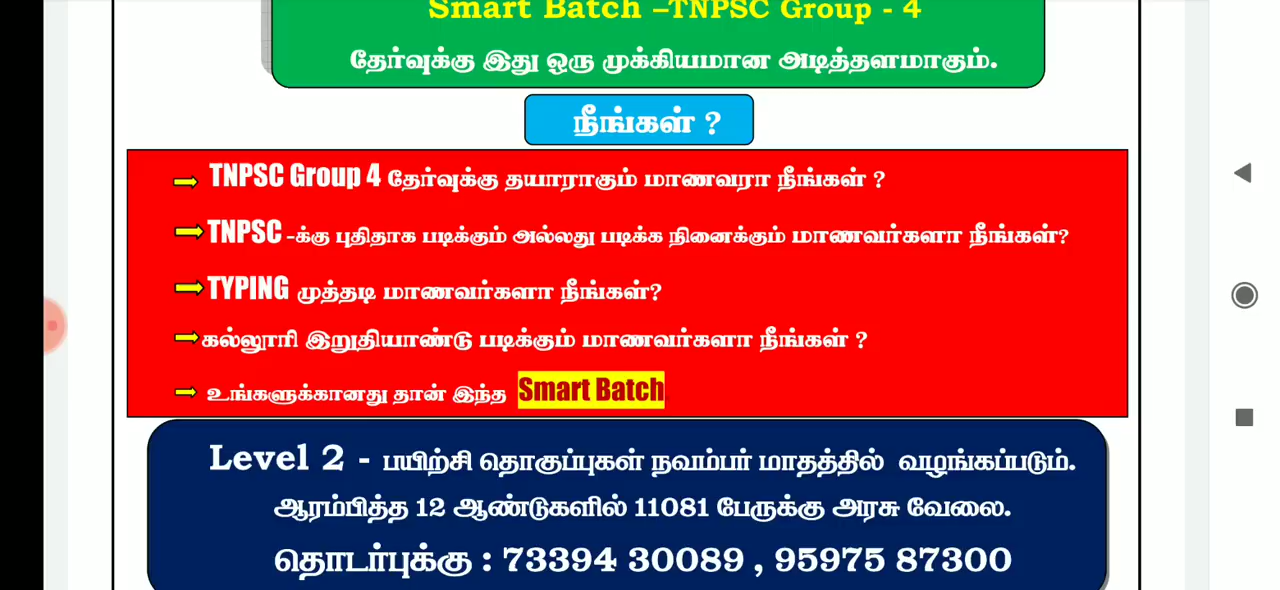 Smart Batch –TNPSC Group - 4
தேர்வுக்கு இது ஒரு முக்கியமான அடித்தளமாகும்.
நீங்கள் ?
TNPSC Group 4 தேர்வுக்கு தயாராகும் மாணவரா நீங்கள் ?
TNPSC -க்கு புதிதாக படிக்கும் அல்லது படிக்க நினைக்கும் மாணவர்களா நீங்கள்?
TYPING முத்தடி மாணவர்களா நீங்கள்?
கல்லூரி இறுதியாண்டு படிக்கும் மாணவர்களா நீங்கள் ?
உங்களுக்கானது தான் இந்த Smart Batch
Level 2 - பயிற்சி தொகுப்புகள் நவம்பர் மாதத்தில் வழங்கப்படும்.
ஆரம்பித்த 12 ஆண்டுகளில் 11081 பேருக்கு அரசு வேலை.
தொடர்புக்கு : 73394 30089 , 95975 87300